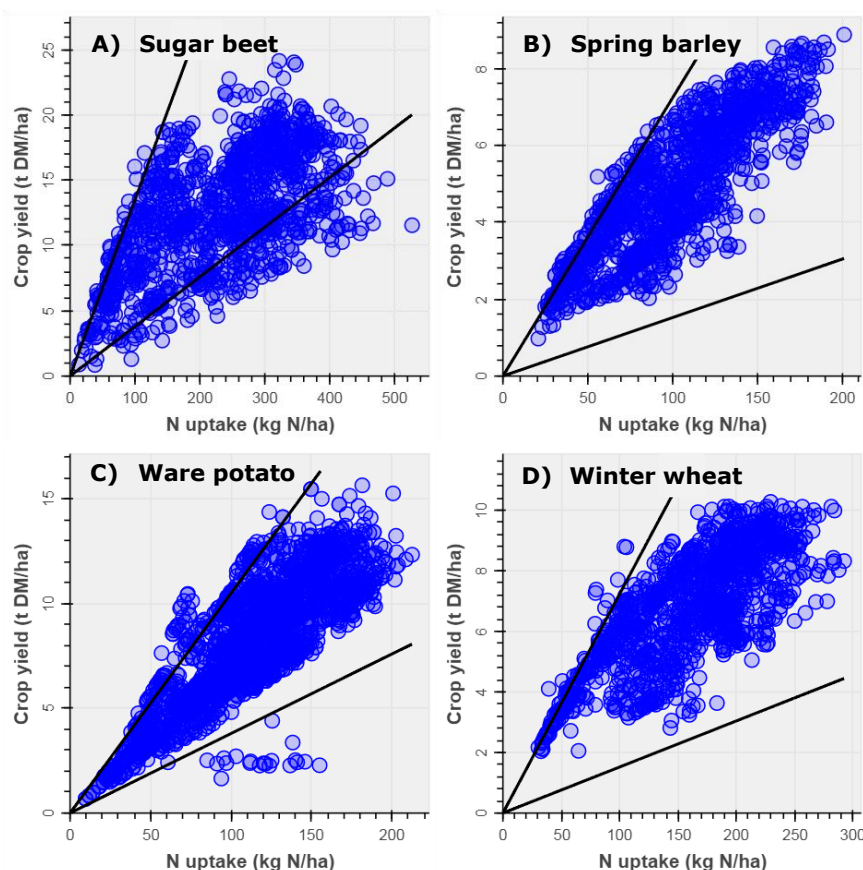 A) Sugar beet
25
20
15
10
5
0
Crop yield (t DM/ha)
0 100 200 300 400 500
N uptake (kg N/ha)
B) Spring barley
8
6
4
2
0
Crop yield (t DM/ha)
0 50 100 150 200
N uptake (kg N/ha)
C) Ware potato
15
10
5
0
Crop yield (t DM/ha)
0 50 100 150 200
N uptake (kg N/ha)
D) Winter wheat
10
8
6
4
2
0
Crop yield (t DM/ha)
0 50 100 150 200 250 300
N uptake (kg N/ha)